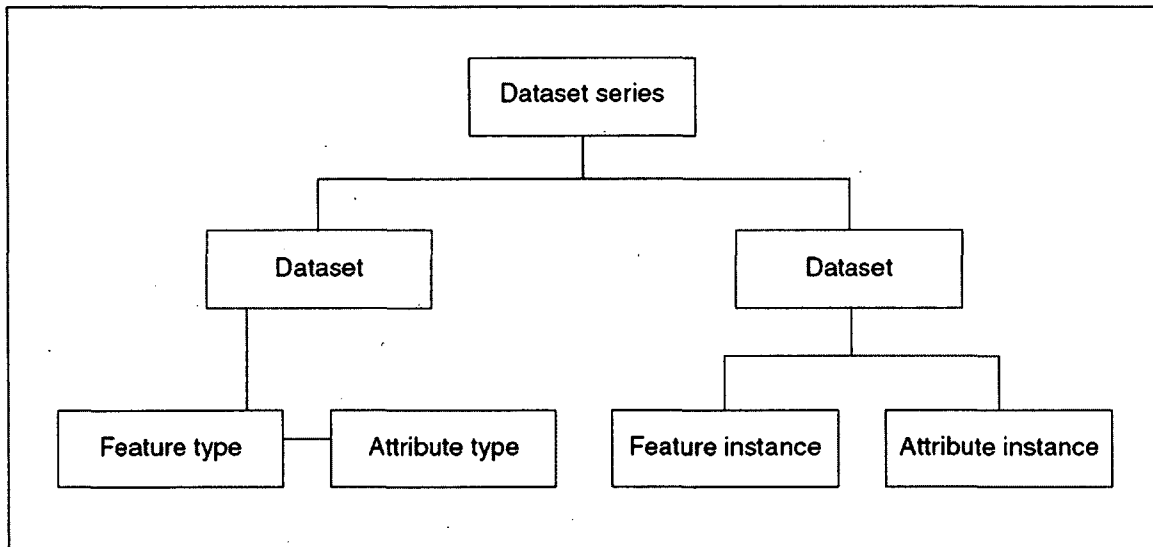 Dataset series
Dataset
Dataset
Feature type
Attribute type
Feature instance
Attribute instance